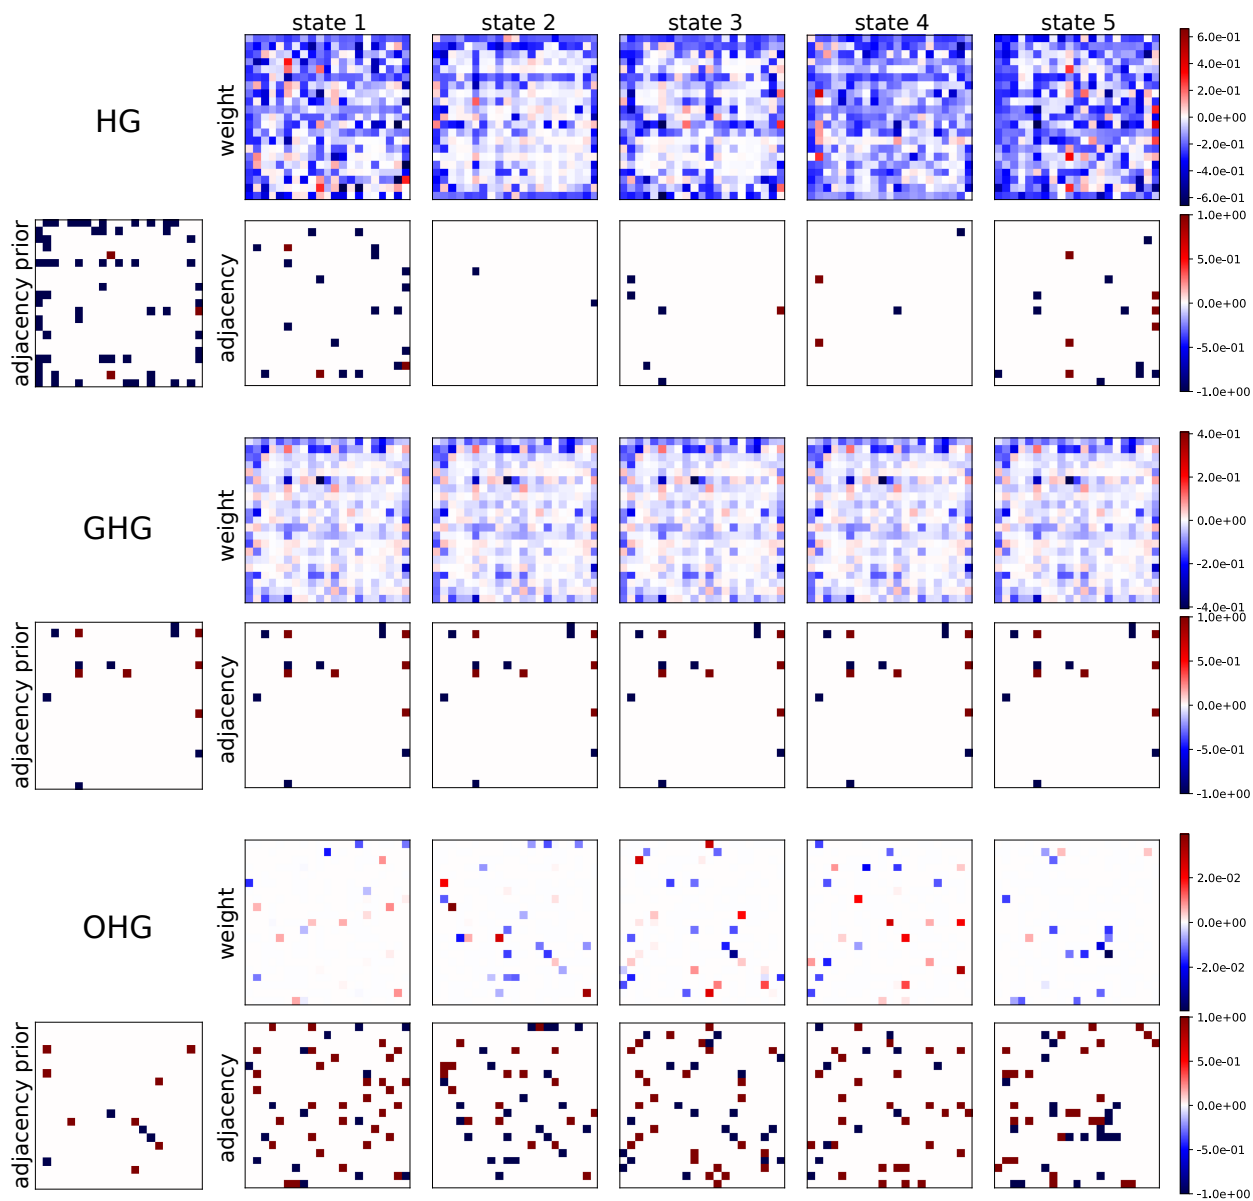 state 1 state 2 state 3 state 4 state 5
HG
weight
6.0e-01
4.0e-01
2.0e-01
0.0e+00
-2.0e-01
-4.0e-01
-6.0e-01
adjacency prior
adjacency
1.0e+00
5.0e-01
0.0e+00
-5.0e-01
-1.0e+00
GHG
weight
4.0e-01
2.0e-01
0.0e+00
-2.0e-01
-4.0e-01
adjacency prior
adjacency
1.0e+00
5.0e-01
0.0e+00
-5.0e-01
-1.0e+00
OHG
weight
2.0e-02
0.0e+00
-2.0e-02
adjacency prior
adjacency
1.0e+00
5.0e-01
0.0e+00
-5.0e-01
-1.0e+00